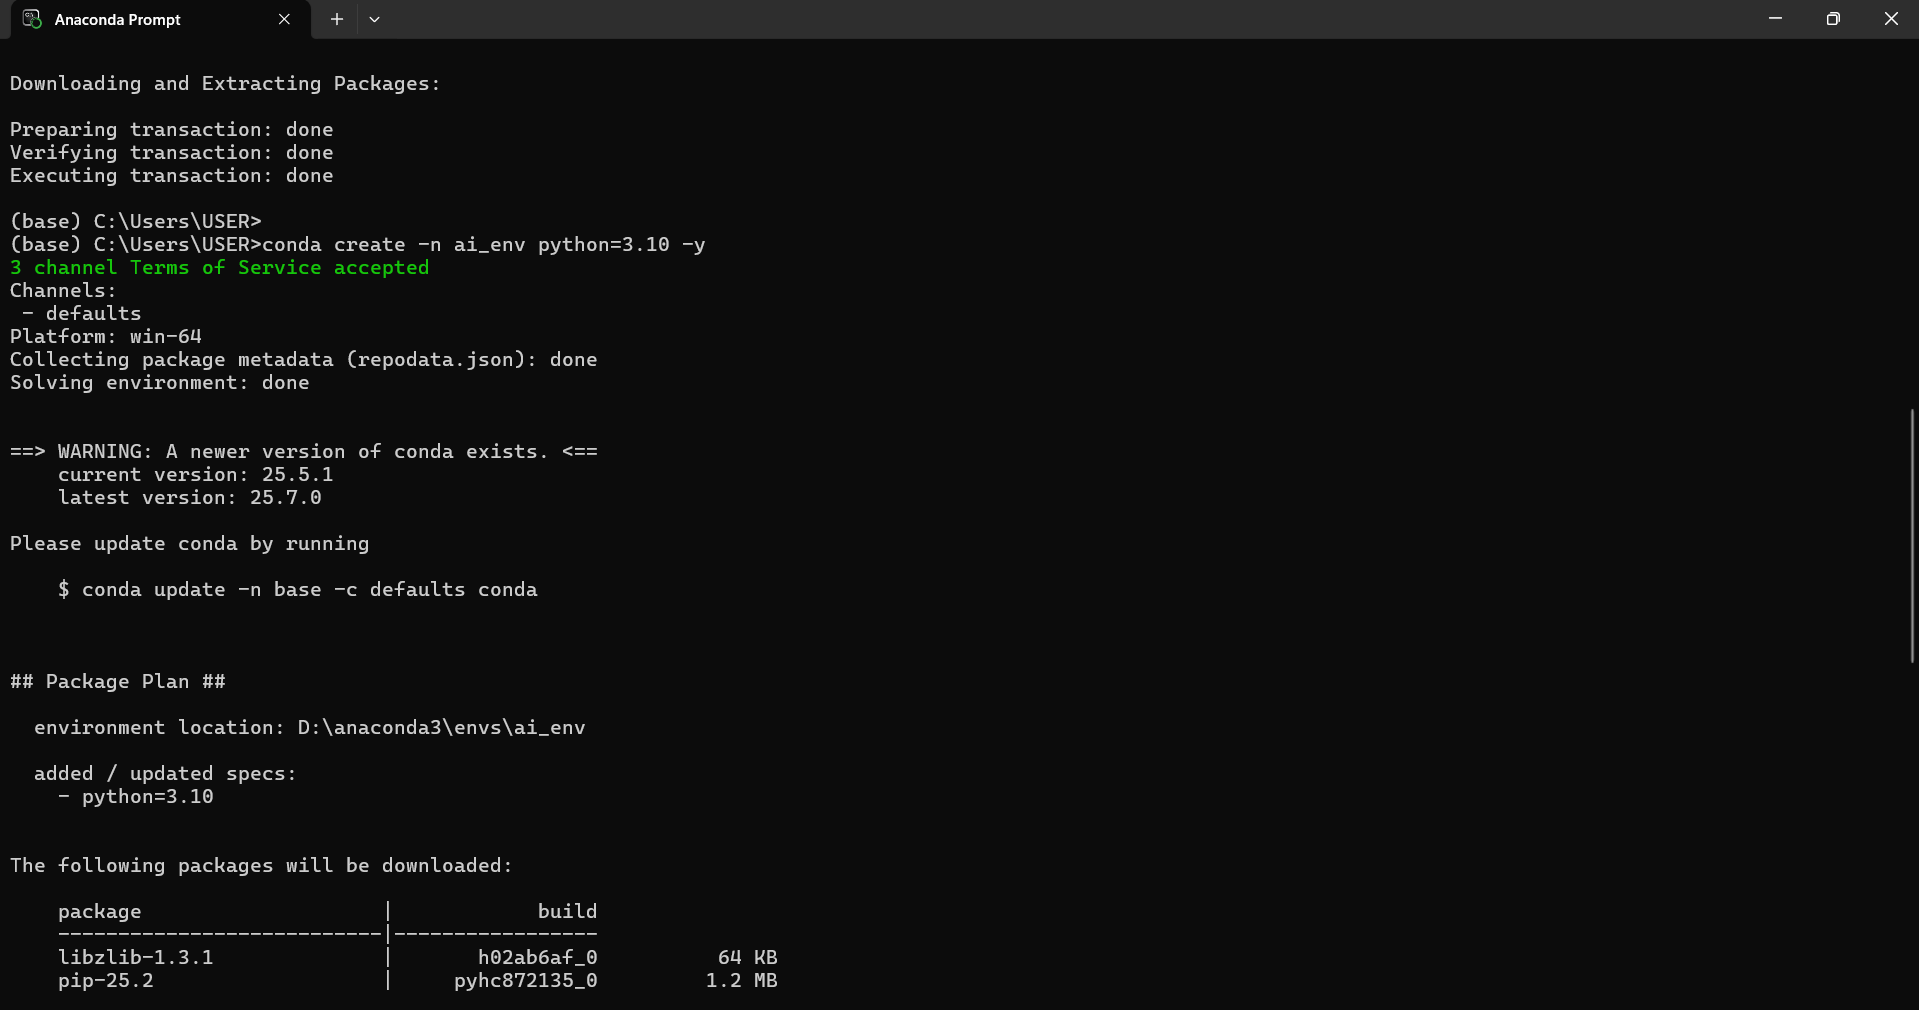 Anaconda Prompt
Downloading and Extracting Packages:
Preparing transaction: done
Verifying transaction: done
Executing transaction: done
(base) C:\Users\USER>
(base) C:\Users\USER>conda create -n ai_env python=3.10 -y
3 channel Terms of Service accepted
Channels:
 - defaults
Platform: win-64
Collecting package metadata (repodata.json): done
Solving environment: done
==> WARNING: A newer version of conda exists. <==
    current version: 25.5.1
    latest version: 25.7.0
Please update conda by running
    $ conda update -n base -c defaults conda
## Package Plan ##
  environment location: D:\anaconda3\envs\ai_env
  added / updated specs:
    - python=3.10
The following packages will be downloaded:
    package                    |            build
    ---------------------------|-----------------
    libzlib-1.3.1              |       h02ab6af_0          64 KB
    pip-25.2                   |     pyhc872135_0         1.2 MB